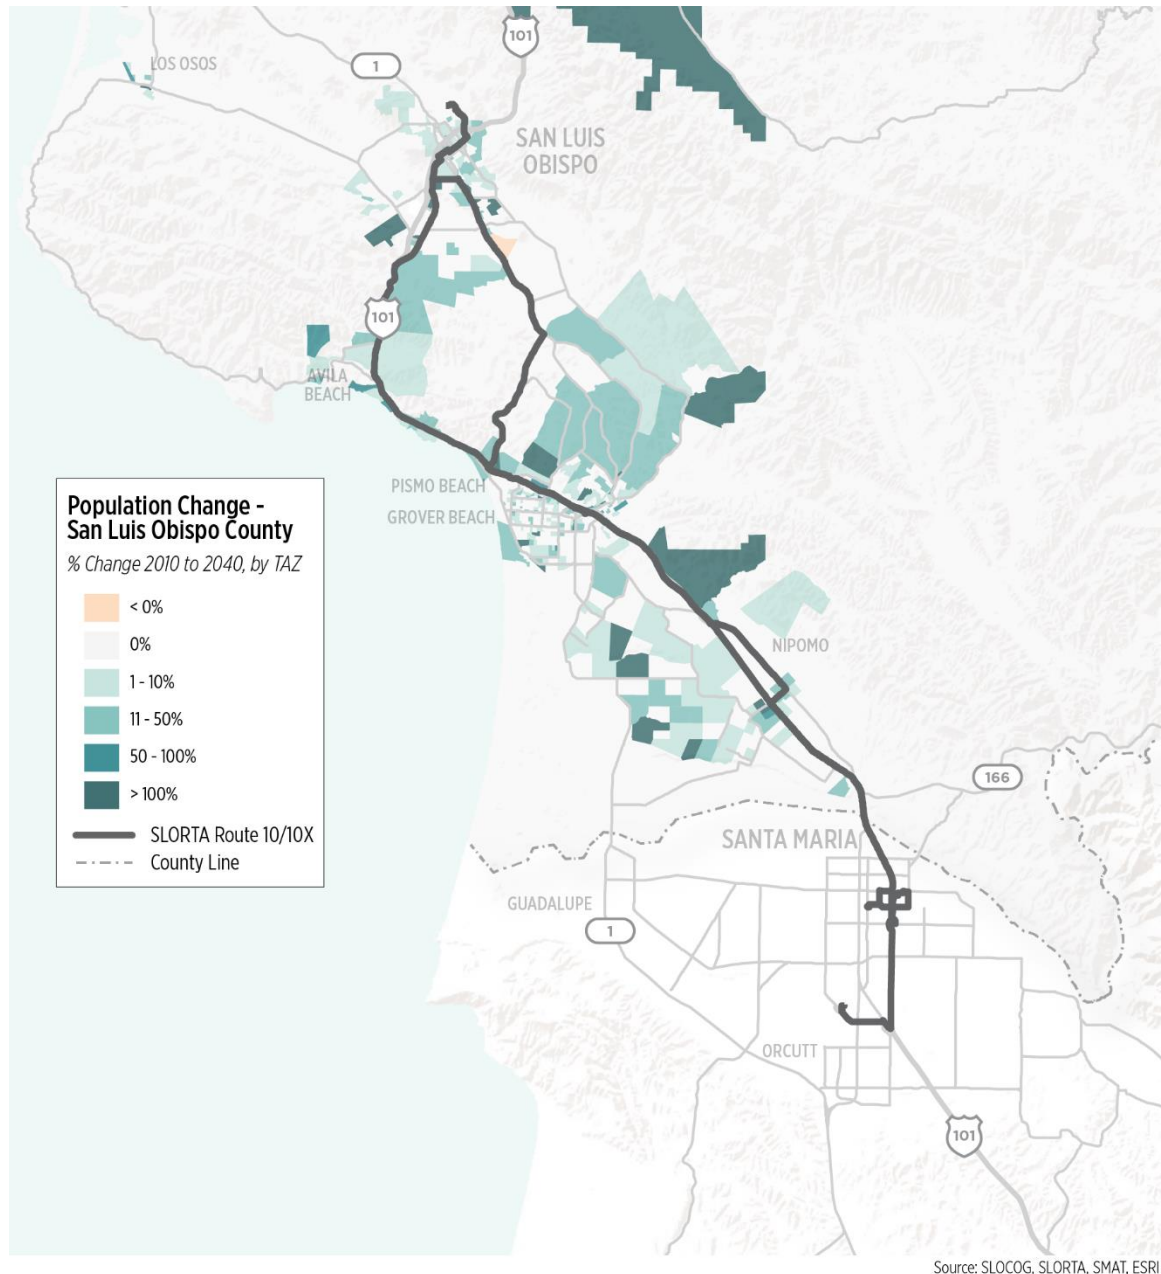 101
LOS OSOS
1
SAN LUIS
OBISPO
101
AVILA
BEACH
PISMO BEACH
GROVER BEACH
Population Change -
San Luis Obispo County
% Change 2010 to 2040, by TAZ
< 0%
0%
1 - 10%
11 - 50%
50 - 100%
> 100%
SLORTA Route 10/10X
County Line
NIPOMO
166
SANTA MARIA
GUADALUPE
1
ORCUTT
101
Source: SLOCOG, SLORTA, SMAT, ESRI